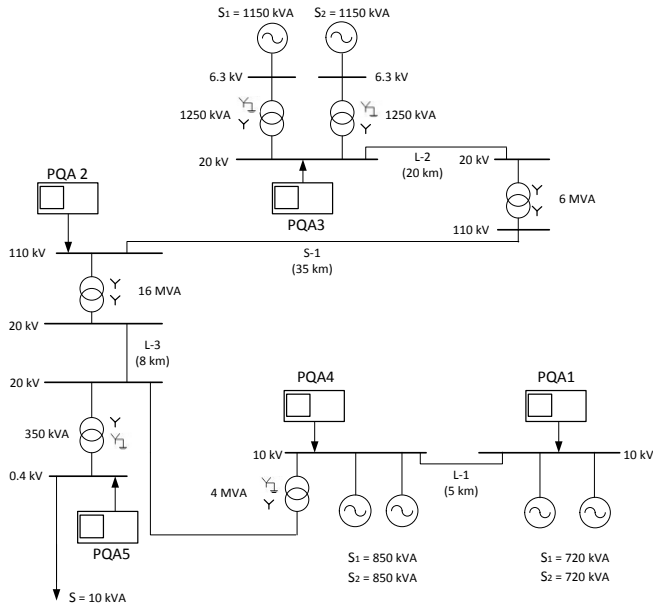 S₁ = 1150 kVA
S₂ = 1150 kVA
6.3 kV
6.3 kV
1250 kVA
1250 kVA
20 kV
L-2
(20 km)
20 kV
PQA 2
PQA3
6 MVA
110 kV
110 kV
S-1
(35 km)
16 MVA
20 kV
L-3
(8 km)
20 kV
PQA4
PQA1
350 kVA
10 kV
10 kV
L-1
(5 km)
0.4 kV
4 MVA
PQA5
S₁ = 850 kVA
S₂ = 850 kVA
S₁ = 720 kVA
S₂ = 720 kVA
S = 10 kVA